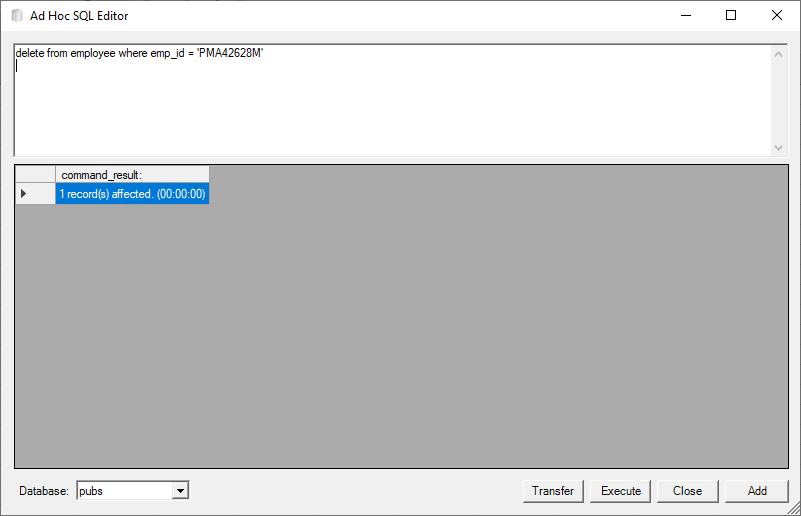 Ad Hoc SQL Editor
delete from employee where emp_id = 'PMA42628M'
command_result:
1 record(s) affected. (00:00:00)
Database: pubs Transfer Execute Close Add